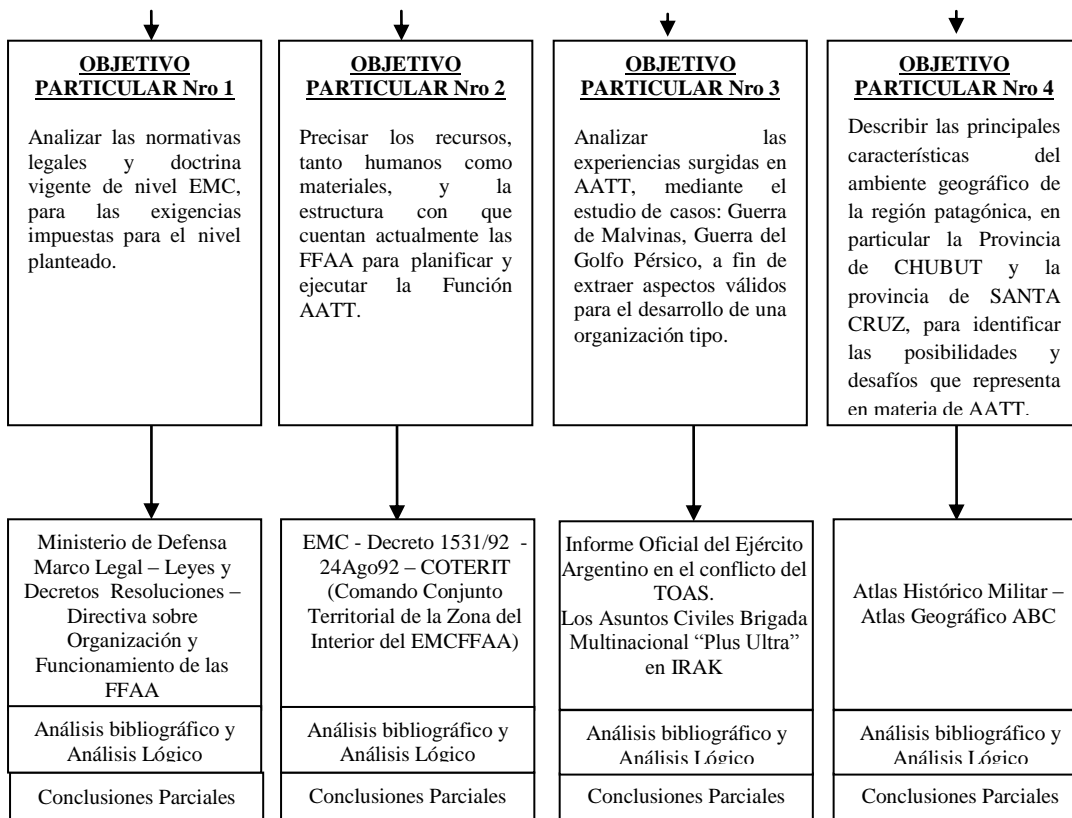 OBJETIVO
PARTICULAR Nro 1
Analizar las normativas
legales y doctrina
vigente de nivel EMC,
para las exigencias
impuestas para el nivel
planteado.
OBJETIVO
PARTICULAR Nro 2
Precisar los recursos,
tanto humanos como
materiales, y la
estructura con que
cuentan actualmente las
FFAA para planificar y
ejecutar la Función
AATT.
OBJETIVO
PARTICULAR Nro 3
Analizar las
experiencias surgidas en
AATT, mediante el
estudio de casos: Guerra
de Malvinas, Guerra del
Golfo Pérsico, a fin de
extraer aspectos válidos
para el desarrollo de una
organización tipo.
OBJETIVO
PARTICULAR Nro 4
Describir las principales
características del
ambiente geográfico de
la región patagónica, en
particular la Provincia
de CHUBUT y la
provincia de SANTA
CRUZ, para identificar
las posibilidades y
desafíos que representa
en materia de AATT.
Ministerio de Defensa
Marco Legal – Leyes y
Decretos Resoluciones –
Directiva sobre
Organización y
Funcionamiento de las
FFAA
Análisis bibliográfico y
Análisis Lógico
Conclusiones Parciales
EMC - Decreto 1531/92 -
24Ago92 – COTERIT
(Comando Conjunto
Territorial de la Zona del
Interior del EMCFFAA)
Análisis bibliográfico y
Análisis Lógico
Conclusiones Parciales
Informe Oficial del Ejército
Argentino en el conflicto del
TOAS.
Los Asuntos Civiles Brigada
Multinacional “Plus Ultra”
en IRAK
Análisis bibliográfico y
Análisis Lógico
Conclusiones Parciales
Atlas Histórico Militar –
Atlas Geográfico ABC
Análisis bibliográfico y
Análisis Lógico
Conclusiones Parciales